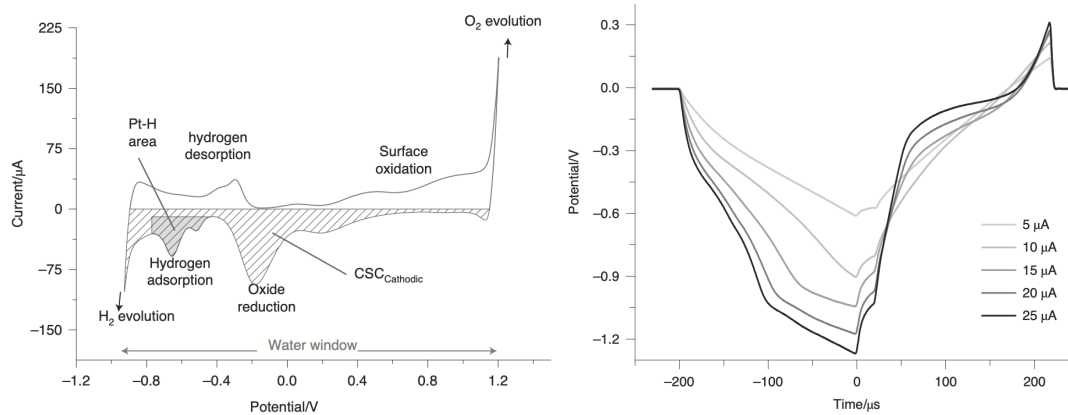 O₂ evolution
225
150
75
0
−75
−150
Current/µA
Pt-H
area
hydrogen
desorption
Surface
oxidation
Hydrogen
adsorption
Oxide
reduction
CSC_Cathodic
H₂ evolution
Water window
−1.2 −0.8 −0.4 0.0 0.4 0.8 1.2
Potential/V
0.3
0.0
−0.3
−0.6
−0.9
−1.2
Potential/V
5 µA
10 µA
15 µA
20 µA
25 µA
−200 −100 0 100 200
Time/µs